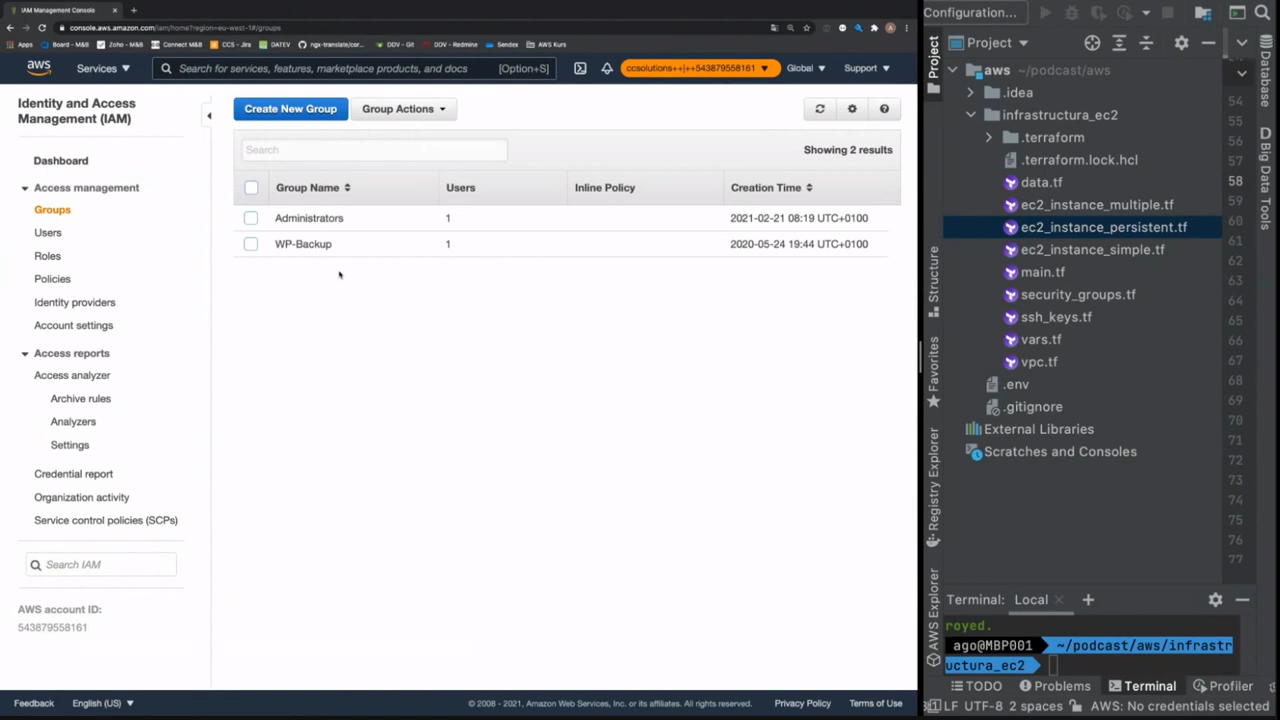 IAM Management Console
console.aws.amazon.com/iam/home?region=eu-west-1#/groups
Apps
Board - M&B
Zoho - M&B
Connect M&B
CCS - Jira
DATEV
ngx-translate/cor...
DDV - Git
DDV - Redmine
Sendex
AWS Kurs
aws
Services
Search for services, features, marketplace products, and docs
[Option+S]
ccsolutions++|++543879558161
Global
Support
Identity and Access
Management (IAM)
Dashboard
Access management
Groups
Users
Roles
Policies
Identity providers
Account settings
Access reports
Access analyzer
Archive rules
Analyzers
Settings
Credential report
Organization activity
Service control policies (SCPs)
Search IAM
AWS account ID:
543879558161
Create New Group
Group Actions
Search
Showing 2 results
Group Name
Users
Inline Policy
Creation Time
Administrators
1
2021-02-21 08:19 UTC+0100
WP-Backup
1
2020-05-24 19:44 UTC+0100
Feedback
English (US)
© 2008 - 2021, Amazon Web Services, Inc. or its affiliates. All rights reserved.
Privacy Policy
Terms of Use
Configuration...
Project
Project
aws ~/podcast/aws
.idea
infrastructura_ec2
.terraform
.terraform.lock.hcl
data.tf
ec2_instance_multiple.tf
ec2_instance_persistent.tf
ec2_instance_simple.tf
main.tf
security_groups.tf
ssh_keys.tf
vars.tf
vpc.tf
.env
.gitignore
External Libraries
Scratches and Consoles
Structure
Favorites
Registry Explorer
AWS Explorer
54
55
56
57
58
59
60
61
62
63
64
65
66
67
68
69
70
71
72
73
74
75
76
77
Database
Big Data Tools
Terminal:
Local
royed.
ago@MBP001
~/podcast/aws/infrastr
uctura_ec2
TODO
Problems
Terminal
Profiler
LF
UTF-8
2 spaces
AWS: No credentials selected